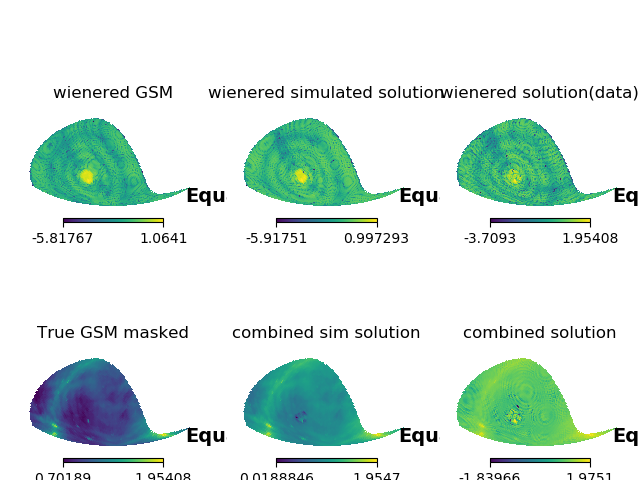 wienered GSM
wienered simulated solution
wienered solution(data)
Equ
Equ
Eq
-5.81767 1.0641
-5.91751 0.997293
-3.7093 1.95408
True GSM masked
combined sim solution
combined solution
Equ
Equ
Eq
0.70189 1.95408
0.0188846 1.9547
-1.83966 1.9751